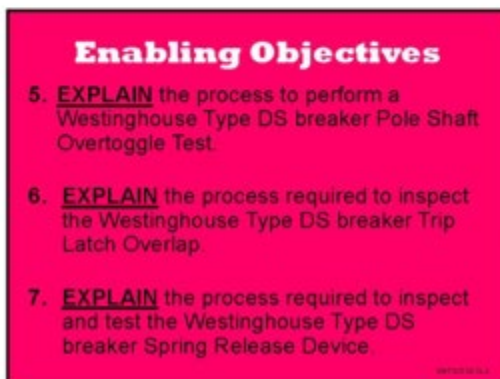 Enabling Objectives
5. EXPLAIN the process to perform a
Westinghouse Type DS breaker Pole Shaft
Overtoggle Test.
6. EXPLAIN the process required to inspect
the Westinghouse Type DS breaker Trip
Latch Overlap.
7. EXPLAIN the process required to inspect
and test the Westinghouse Type DS
breaker Spring Release Device.